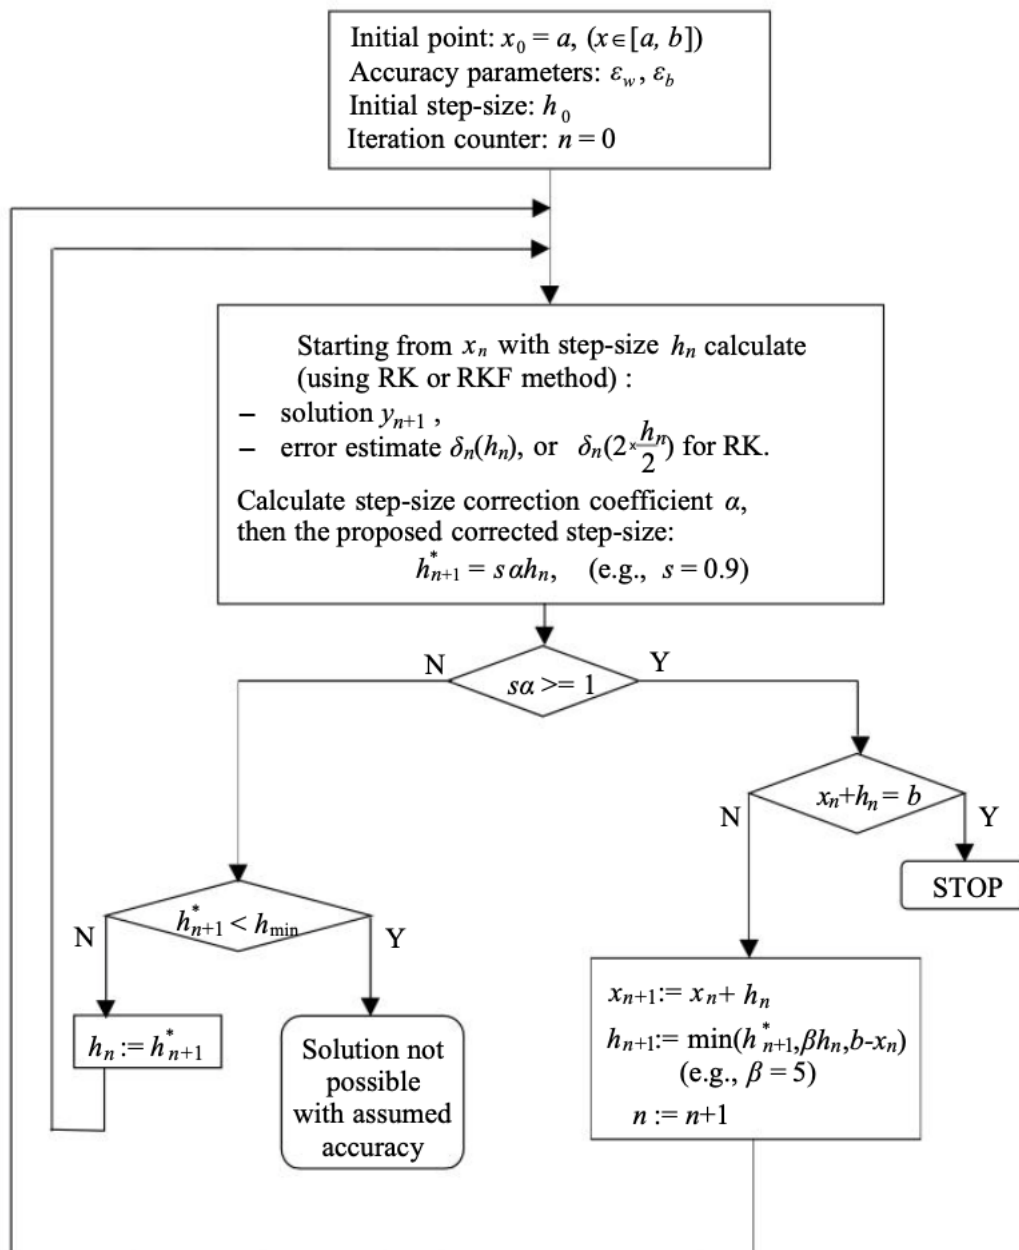 Initial point: x₀ = a, (x∈[a, b])
Accuracy parameters: ε_w, ε_b
Initial step-size: h₀
Iteration counter: n = 0
Starting from xₙ with step-size hₙ calculate
(using RK or RKF method) :
– solution yₙ₊₁ ,
– error estimate δₙ(hₙ), or δₙ(2×hₙ/2) for RK.
Calculate step-size correction coefficient α,
then the proposed corrected step-size:
h*ₙ₊₁ = sαhₙ, (e.g., s = 0.9)
N
Y
sα >= 1
xₙ+hₙ = b
N
Y
STOP
h*ₙ₊₁ < h_min
N
Y
hₙ := h*ₙ₊₁
Solution not
possible
with assumed
accuracy
xₙ₊₁:= xₙ+ hₙ
hₙ₊₁:= min(h*ₙ₊₁,βhₙ,b-xₙ)
(e.g., β = 5)
n := n+1